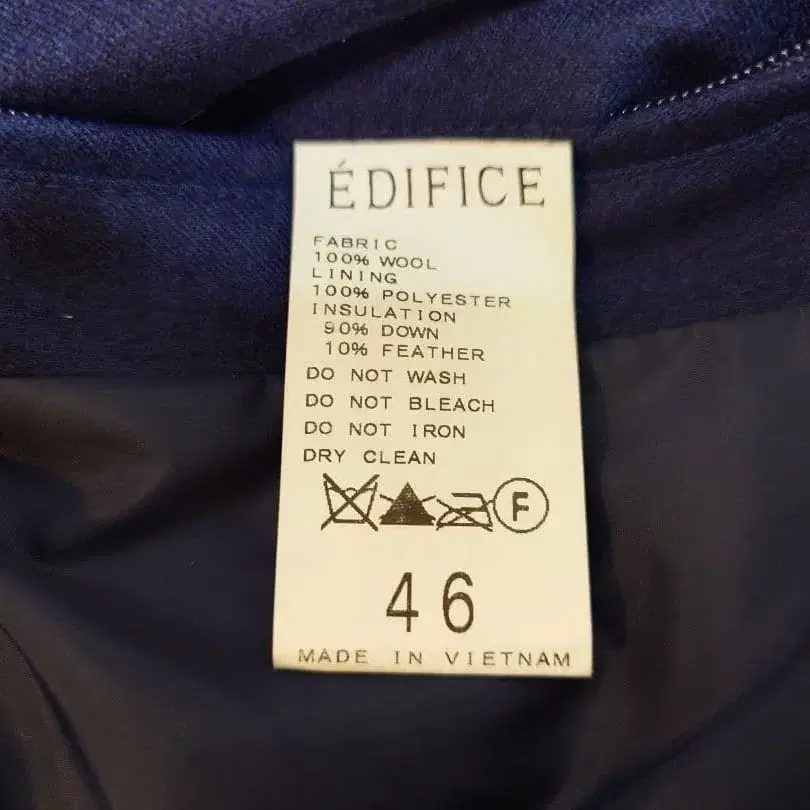 ÉDIFICE
FABRIC
100% WOOL
LINING
100% POLYESTER
INSULATION
90% DOWN
10% FEATHER
DO NOT WASH
DO NOT BLEACH
DO NOT IRON
DRY CLEAN
F
46
MADE IN VIETNAM